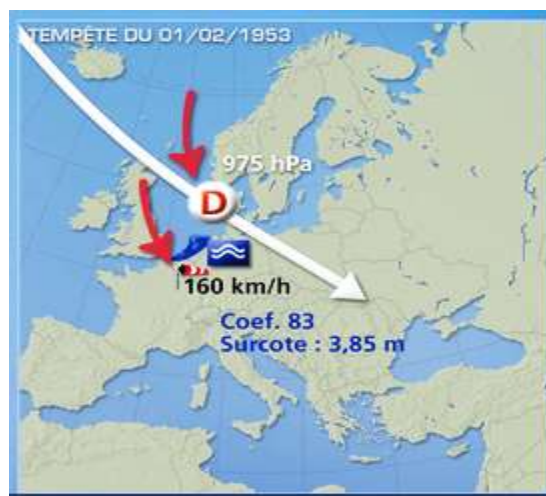 TEMPÊTE DU 01/02/1953
975 hPa
D
160 km/h
Coef. 83
Surcote : 3,85 m